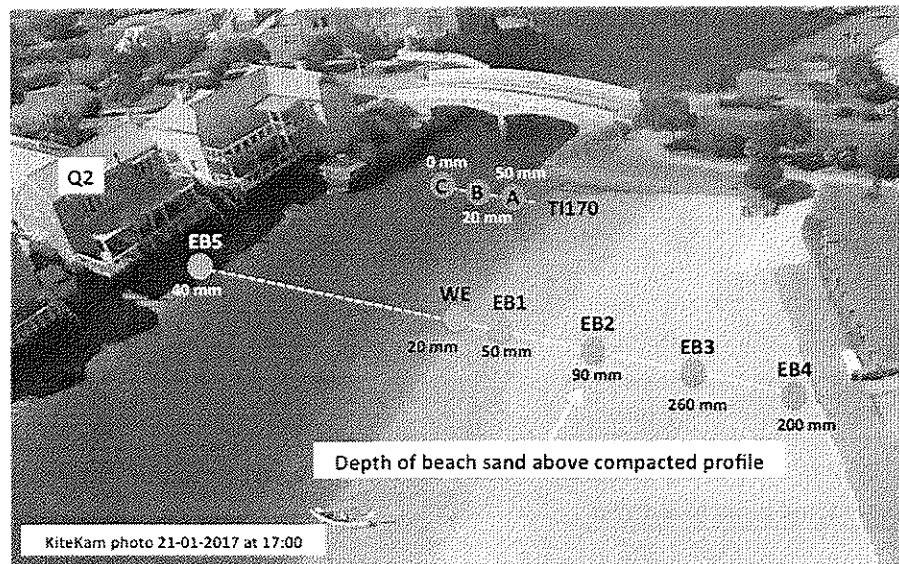 Q2
0 mm
50 mm
C
B
A
20 mm
TI170
EB5
40 mm
WE
EB1
20 mm
50 mm
EB2
90 mm
EB3
260 mm
EB4
200 mm
Depth of beach sand above compacted profile
KiteKam photo 21-01-2017 at 17:00